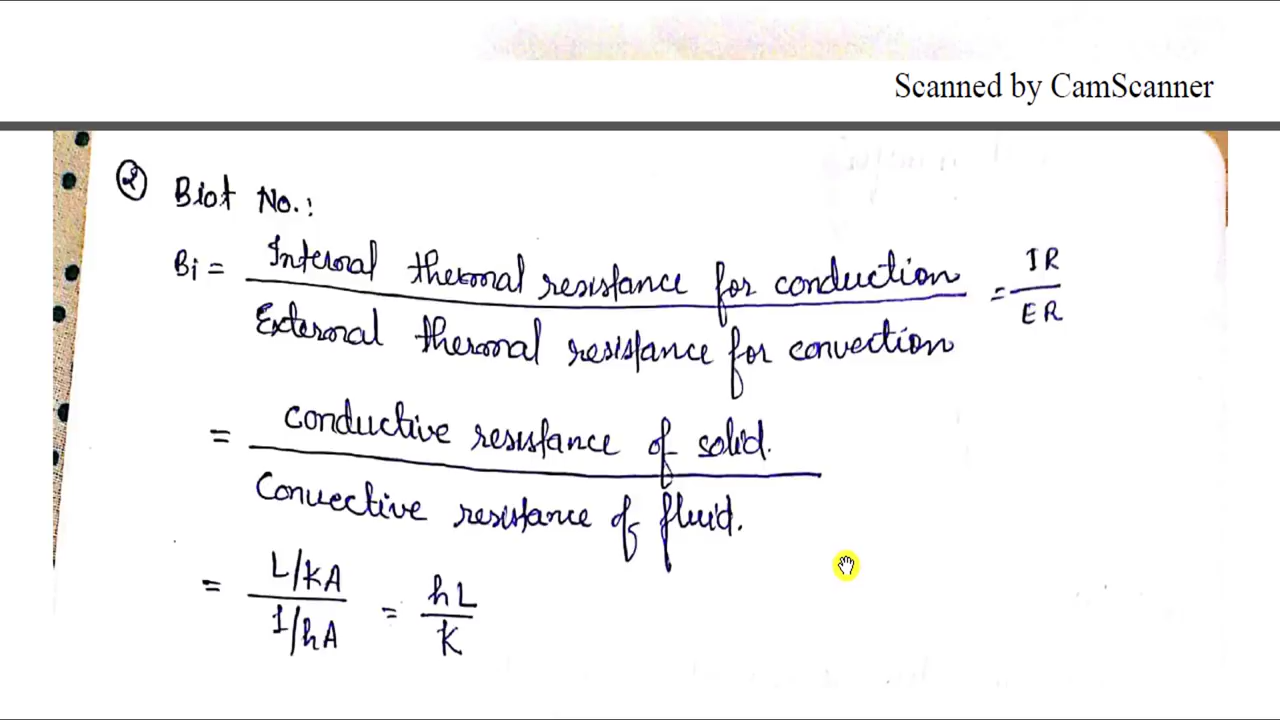 Scanned by CamScanner
② Biot No.:
Bi = Internal thermal resistance for conduction / External thermal resistance for convection = IR / ER
= conductive resistance of solid. / Convective resistance of fluid.
= L/kA / 1/hA = hL / K